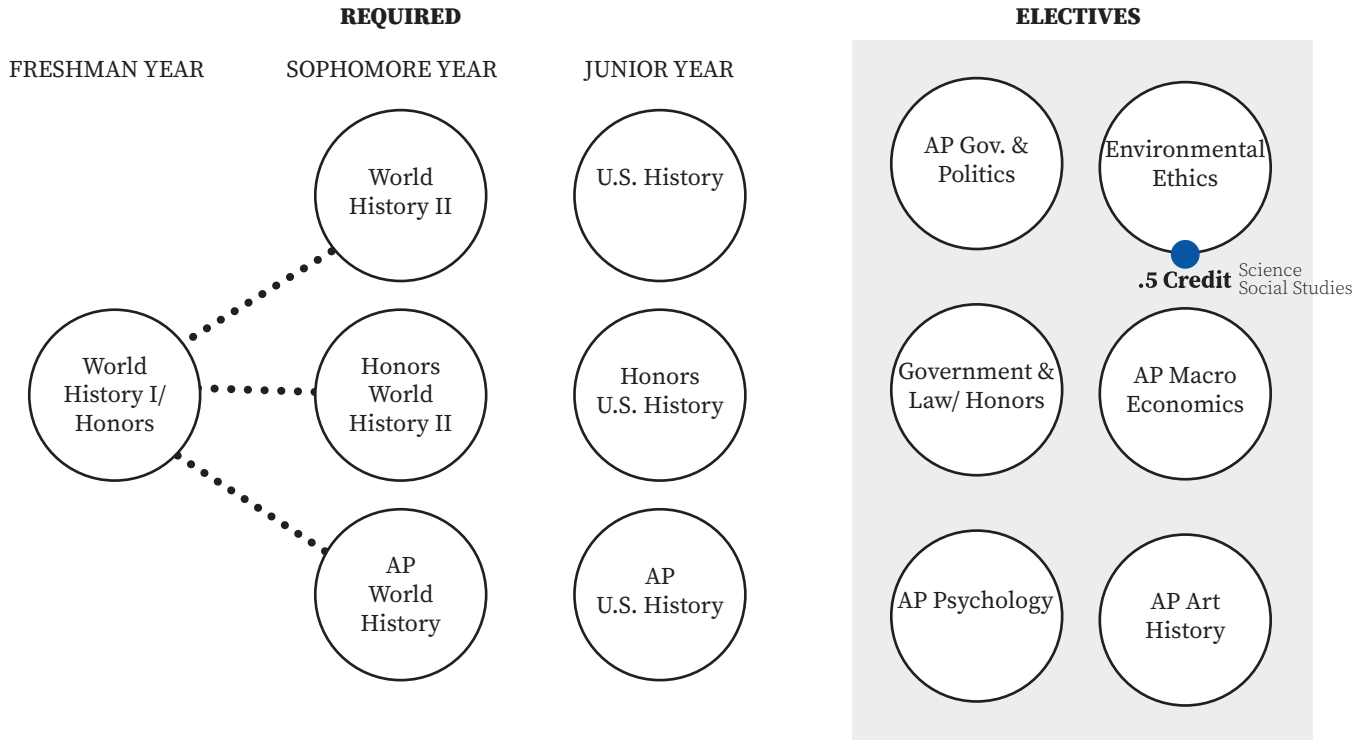 REQUIRED
ELECTIVES
FRESHMAN YEAR
SOPHOMORE YEAR
JUNIOR YEAR
World
History I/
Honors
World
History II
Honors
World
History II
AP
World
History
U.S. History
Honors
U.S. History
AP
U.S. History
AP Gov. &
Politics
Environmental
Ethics
.5 Credit
Science
Social Studies
Government &
Law/ Honors
AP Macro
Economics
AP Psychology
AP Art
History